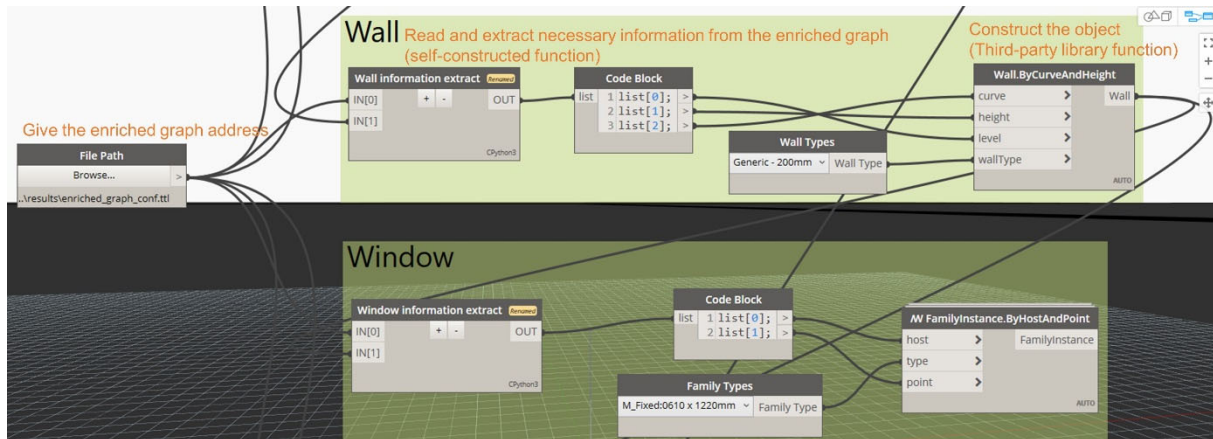 Wall Read and extract necessary information from the enriched graph
(self-constructed function)
Construct the object
(Third-party library function)
Wall information extract Renamed
IN[0] + - OUT
IN[1]
CPython3
Code Block
list 1 list[0]; >
2 list[1]; >
3 list[2]; >
Wall Types
Generic - 200mm Wall Type
Wall.ByCurveAndHeight
curve > Wall
height >
level >
wallType >
AUTO
Give the enriched graph address
File Path
Browse... >
..\results\enriched_graph_conf.ttl
Window
Window information extract Renamed
IN[0] + - OUT
IN[1]
CPython3
Code Block
list 1 list[0]; >
2 list[1]; >
Family Types
M_Fixed:0610 x 1220mm Family Type
FamilyInstance.ByHostAndPoint
host > FamilyInstance
type >
point >
AUTO